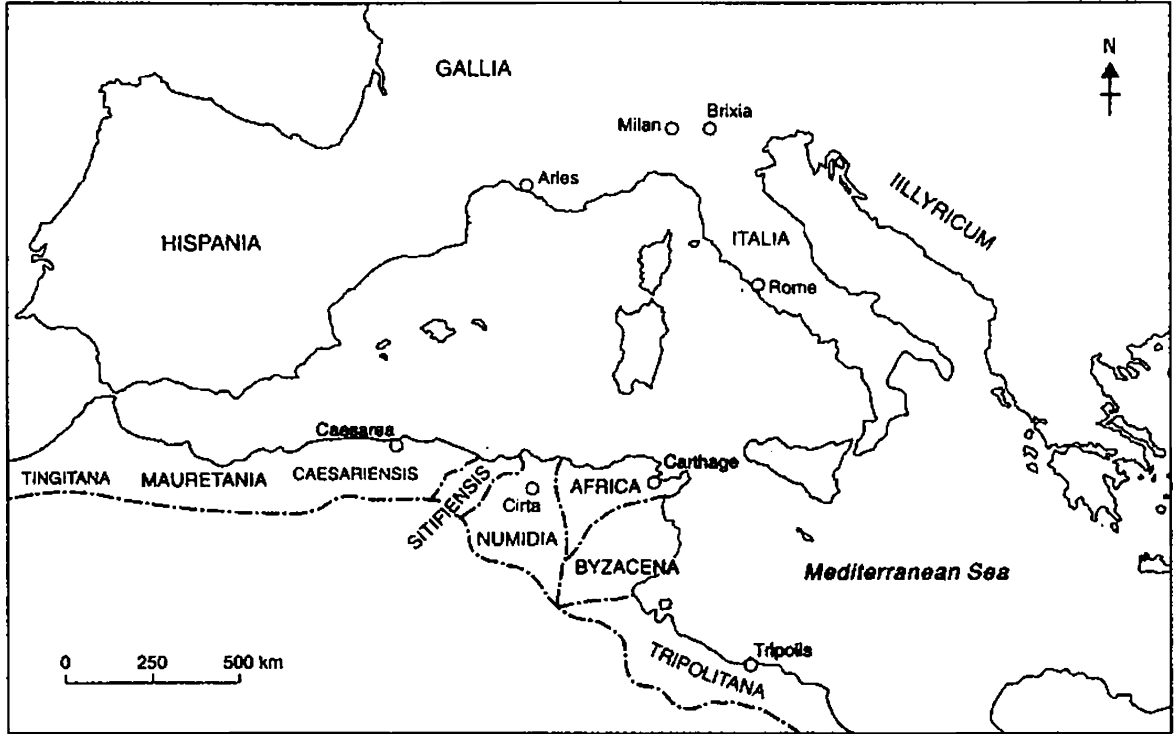 N
GALLIA
Milan
Brixia
Arles
IILLYRICUM
HISPANIA
ITALIA
Rome
Caesarea
Carthage
TINGITANA
MAURETANIA
CAESARIENSIS
SITIFIENSIS
Cirta
AFRICA
NUMIDIA
BYZACENA
Mediterranean Sea
Tripolis
TRIPOLITANA
0 250 500 km